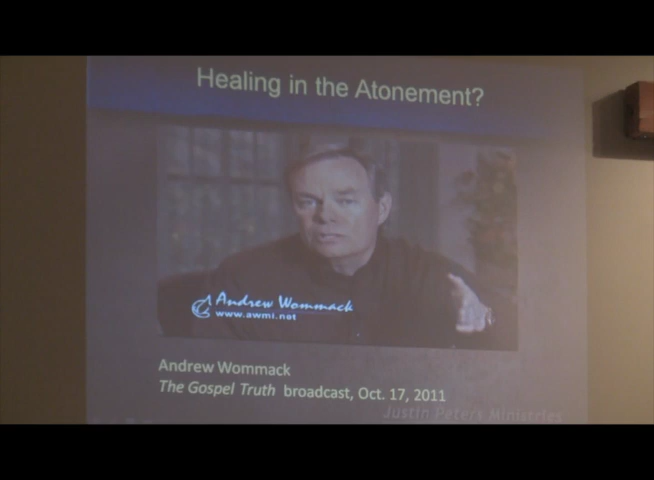 Healing in the Atonement?
Andrew Wommack
www.awmi.net
Andrew Wommack
The Gospel Truth broadcast, Oct. 17, 2011
Justin Peters Ministries